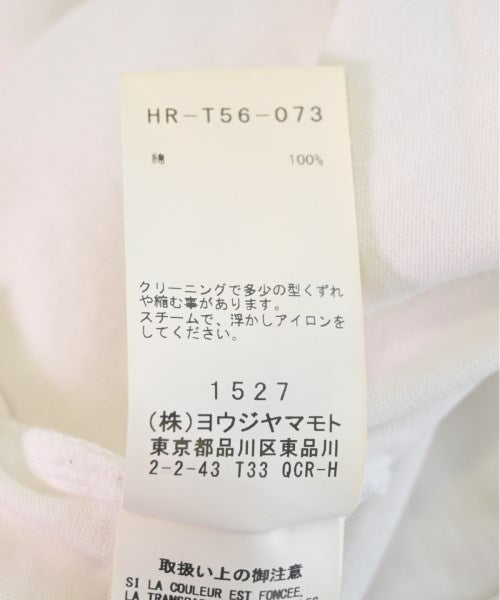 HR-T56-073
綿 100%
クリーニングで多少の型くずれ
や縮む事があります。
スチームで、浮かしアイロンを
してください。
1527
(株)ヨウジヤマモト
東京都品川区東品川
2-2-43 T33 QCR-H
取扱い上の御注意
SI LA COULEUR EST FONCEE,
LA